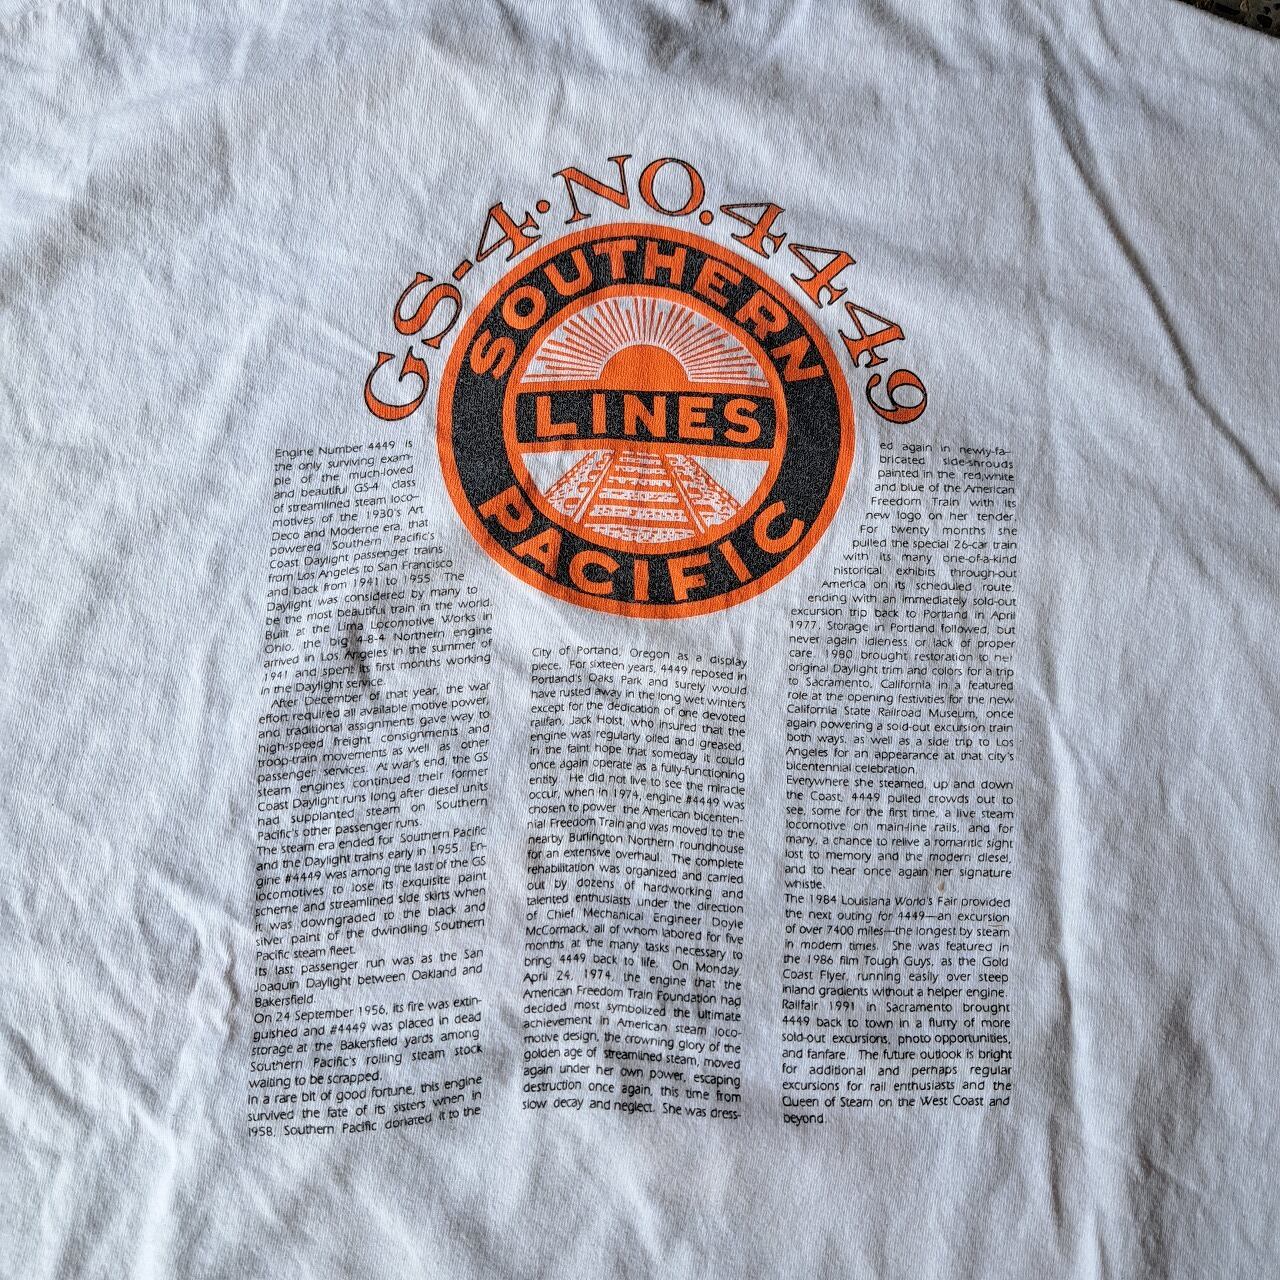 GS-4·NO.4449
SOUTHERN
LINES
PACIFIC
Engine Number 4449 is
the only surviving exam-
ple of the much-loved
and beautiful GS-4 class
of streamlined steam loco-
motives of the 1930's Art
Deco and Moderne era, that
powered Southern Pacific's
Coast Daylight passenger trains
from Los Angeles to San Francisco
and back from 1941 to 1955. The
Daylight was considered by many to
be the most beautiful train in the world.
Built at the Lima Locomotive Works in
Ohio, the big 4-8-4 Northern engine
arrived in Los Angeles in the summer of
1941 and spent its first months working
in the Daylight service.
After December of that year, the war
effort required all available motive power,
and traditional assignments gave way to
high-speed freight consignments and
troop-train movements as well as other
passenger services. At war's end, the GS
steam engines continued their former
Coast Daylight runs long after diesel units
had supplanted steam on Southern
Pacific's other passenger runs.
The steam era ended for Southern Pacific
and the Daylight trains early in 1955. En-
gine #4449 was among the last of the GS
locomotives to lose its exquisite paint
scheme and streamlined side skirts when
it was downgraded to the black and
silver paint of the dwindling Southern
Pacific steam fleet.
Its last passenger run was as the San
Joaquin Daylight between Oakland and
Bakersfield.
On 24 September 1956, its fire was extin-
guished and #4449 was placed in dead
storage at the Bakersfield yards among
Southern Pacific's rolling steam stock
waiting to be scrapped.
In a rare bit of good fortune, this engine
survived the fate of its sisters when in
1958, Southern Pacific donated it to the
City of Portand, Oregon as a display
piece. For sixteen years, 4449 reposed in
Portland's Oaks Park and surely would
have rusted away in the long wet winters
except for the dedication of one devoted
railfan, Jack Holst, who insured that the
engine was regularly oiled and greased,
in the faint hope that someday it could
once again operate as a fully-functioning
entity. He did not live to see the miracle
occur, when in 1974, engine #4449 was
chosen to power the American bicenten-
nial Freedom Train and was moved to the
nearby Burlington Northern roundhouse
for an extensive overhaul. The complete
rehabilitation was organized and carried
out by dozens of hardworking and
talented enthusiasts under the direction
of Chief Mechanical Engineer Doyle
McCormack, all of whom labored for five
months at the many tasks necessary to
bring 4449 back to life. On Monday,
April 24, 1974, the engine that the
American Freedom Train Foundation had
decided most symbolized the ultimate
achievement in American steam loco-
motive design, the crowning glory of the
golden age of streamlined steam, moved
again under her own power, escaping
destruction once again, this time from
slow decay and neglect. She was dress-
ed again in newly-fa-
bricated side-shrouds
painted in the red,white
and blue of the American
Freedom Train with its
new logo on her tender.
For twenty months she
pulled the special 26-car train
with its many one-of-a-kind
historical exhibits through-out
America on its scheduled route,
ending with an immediately sold-out
excursion trip back to Portland in April
1977. Storage in Portland followed, but
never again idleness or lack of proper
care. 1980 brought restoration to her
original Daylight trim and colors for a trip
to Sacramento, California in a featured
role at the opening festivities for the new
California State Railroad Museum, once
again powering a sold-out excursion train
both ways, as well as a side trip to Los
Angeles for an appearance at that city's
bicentennial celebration.
Everywhere she steamed, up and down
the Coast, 4449 pulled crowds out to
see, some for the first time, a live steam
locomotive on main-line rails, and for
many, a chance to relive a romantic sight
lost to memory and the modern diesel,
and to hear once again her signature
whistle.
The 1984 Louisiana World's Fair provided
the next outing for 4449—an excursion
of over 7400 miles—the longest by steam
in modern times. She was featured in
the 1986 film Tough Guys, as the Gold
Coast Flyer, running easily over steep
inland gradients without a helper engine.
Railfair 1991 in Sacramento brought
4449 back to town in a flurry of more
sold-out excursions, photo opportunities,
and fanfare. The future outlook is bright
for additional and perhaps regular
excursions for rail enthusiasts and the
Queen of Steam on the West Coast and
beyond.